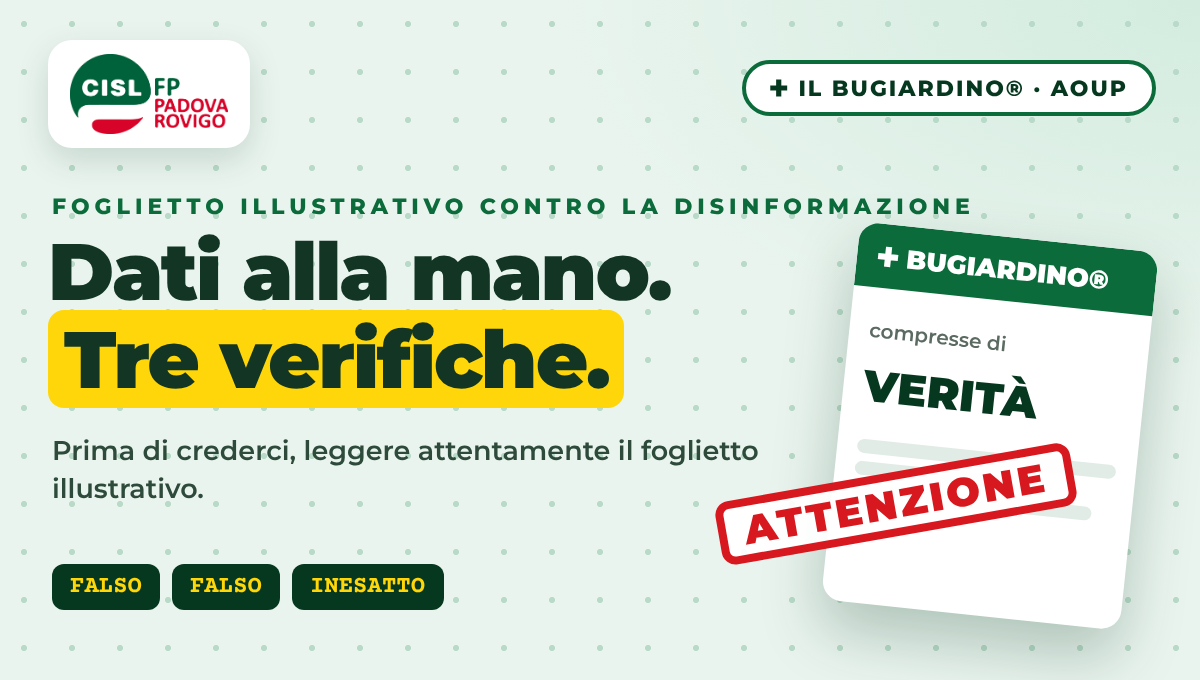 CISL FP
PADOVA
ROVIGO
✚ IL BUGIARDINO® · AOUP
FOGLIETTO ILLUSTRATIVO CONTRO LA DISINFORMAZIONE
Dati alla mano.
Tre verifiche.
Prima di crederci, leggere attentamente il foglietto
illustrativo.
FALSO FALSO INESATTO
✚ BUGIARDINO®
compresse di
VERITÀ
ATTENZIONE